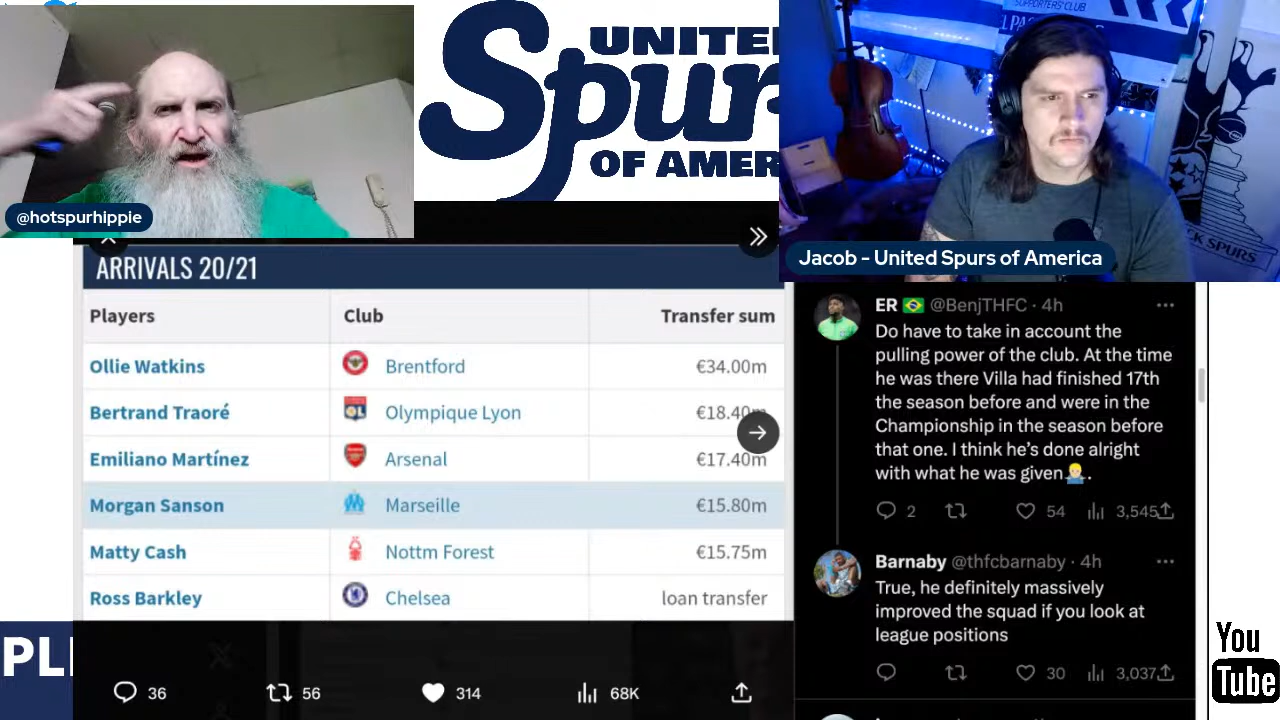 UNITE
Spur
OF AMER
@hotspurhippie
Jacob - United Spurs of America
CK SPURS
SUPPORTERS' CLUB
ARRIVALS 20/21
Players Club Transfer sum
Ollie Watkins Brentford €34.00m
Bertrand Traoré Olympique Lyon €18.40m
Emiliano Martínez Arsenal €17.40m
Morgan Sanson Marseille €15.80m
Matty Cash Nottm Forest €15.75m
Ross Barkley Chelsea loan transfer
36 56 314 68K
ER @BenjTHFC · 4h
Do have to take in account the
pulling power of the club. At the time
he was there Villa had finished 17th
the season before and were in the
Championship in the season before
that one. I think he's done alright
with what he was given🤷🏼‍♂️.
2 54 3,545
Barnaby @thfcbarnaby · 4h
True, he definitely massively
improved the squad if you look at
league positions
30 3,037
PL
You
Tube